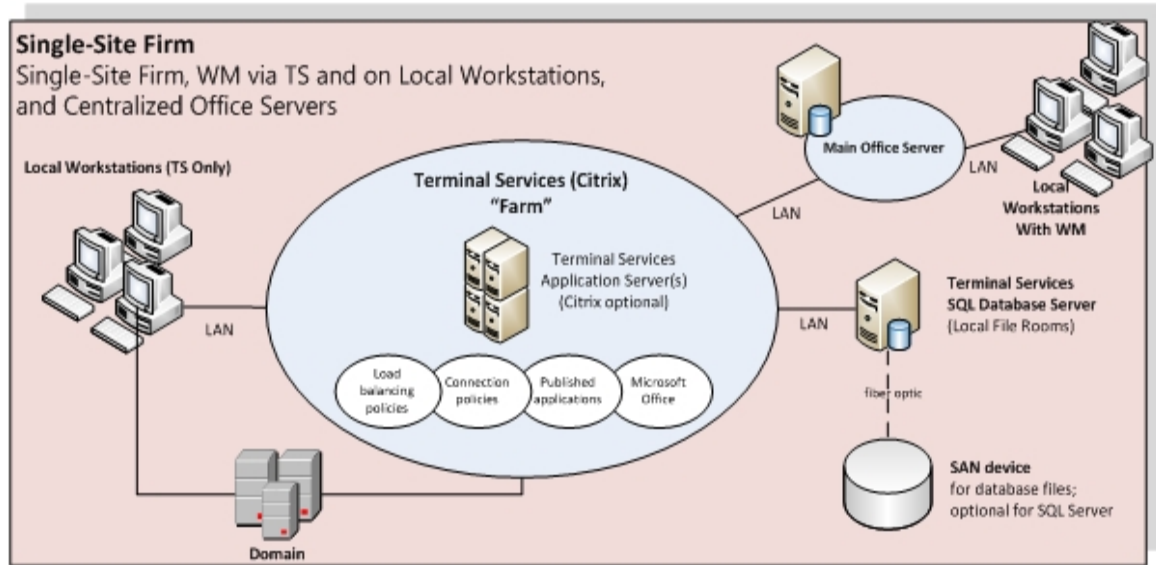 Single-Site Firm
Single-Site Firm, WM via TS and on Local Workstations,
and Centralized Office Servers
Local Workstations (TS Only)
LAN
Terminal Services (Citrix)
"Farm"
Terminal Services
Application Server(s)
(Citrix optional)
Load
balancing
policies
Connection
policies
Published
applications
Microsoft
Office
Domain
LAN
Main Office Server
LAN
Local
Workstations
With WM
LAN
Terminal Services
SQL Database Server
(Local File Rooms)
fiber optic
SAN device
for database files;
optional for SQL Server